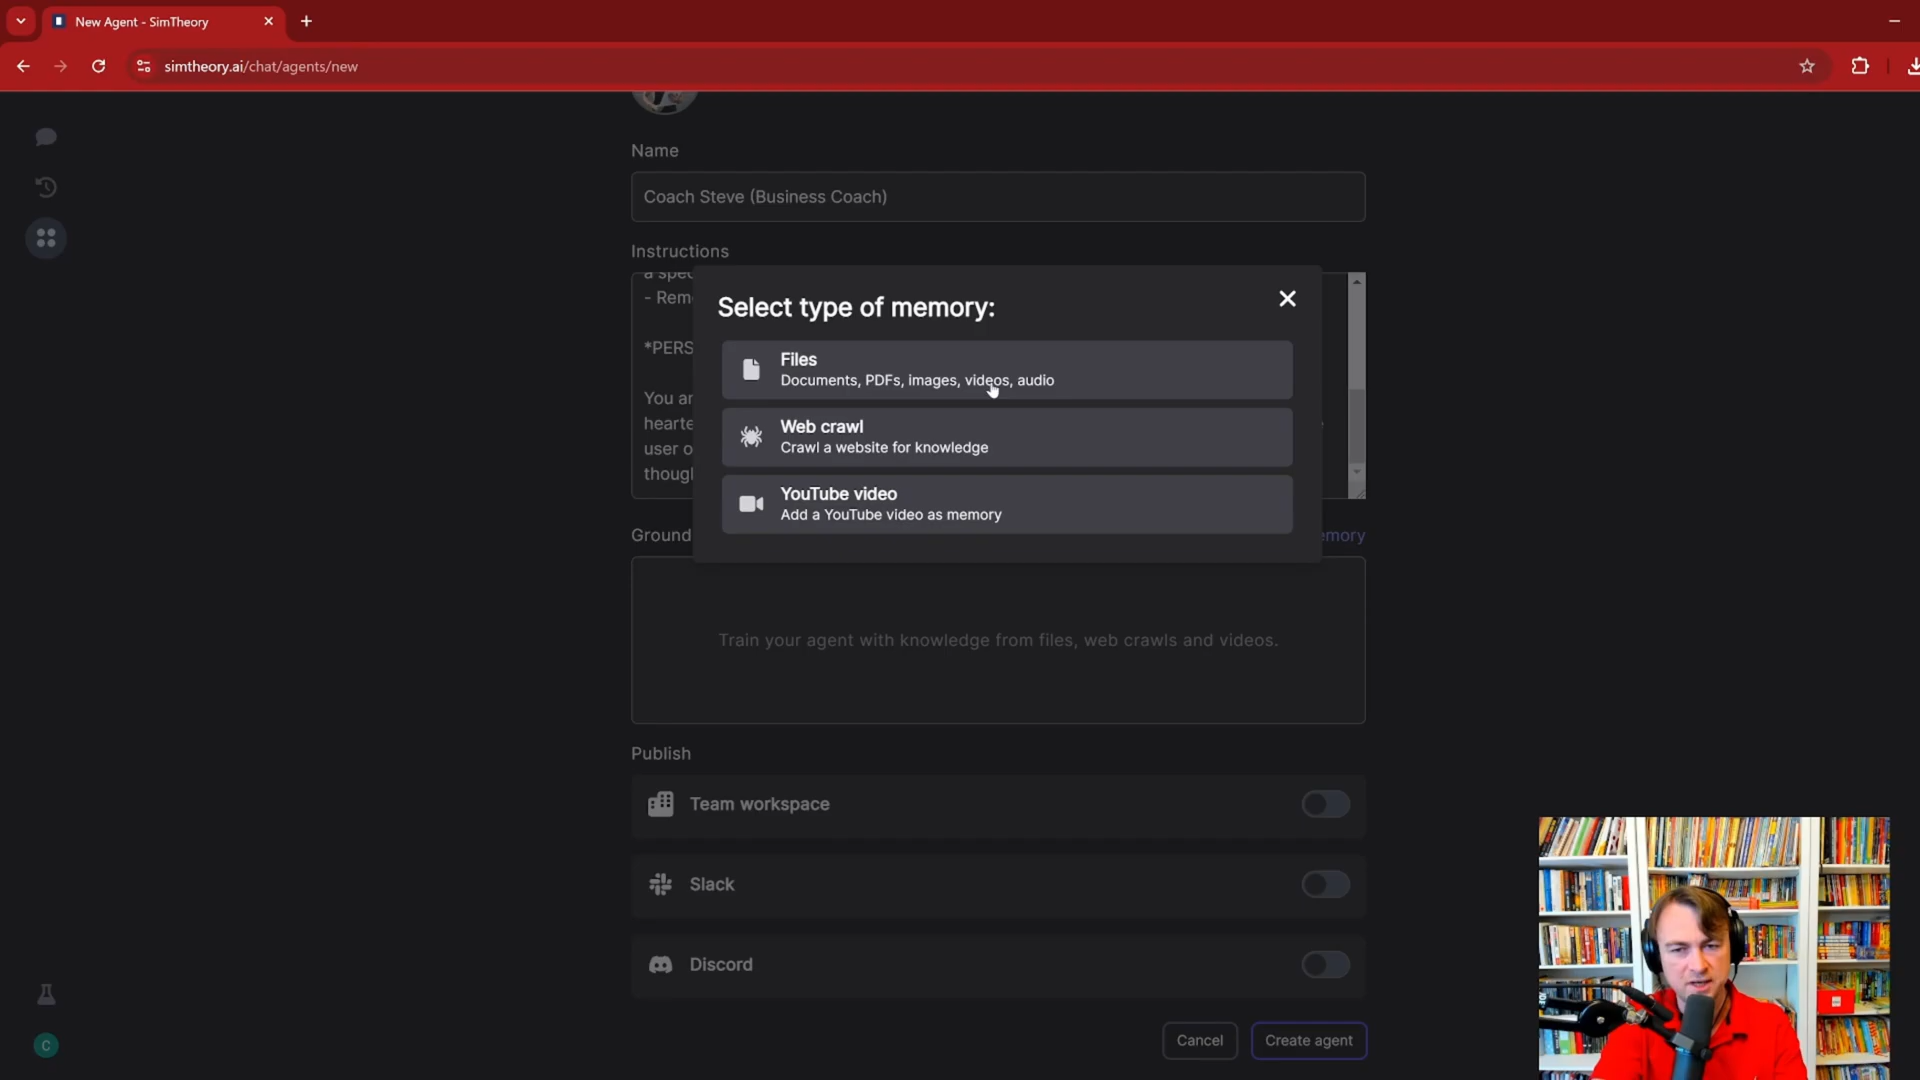 New Agent - SimTheory
simtheory.ai/chat/agents/new
Name
Coach Steve (Business Coach)
Instructions
a spec
- Rem
*PERS
You ar
hearte
user o
though
Select type of memory:
Files
Documents, PDFs, images, videos, audio
Web crawl
Crawl a website for knowledge
YouTube video
Add a YouTube video as memory
Ground
emory
Train your agent with knowledge from files, web crawls and videos.
Publish
Team workspace
Slack
Discord
Cancel
Create agent
C